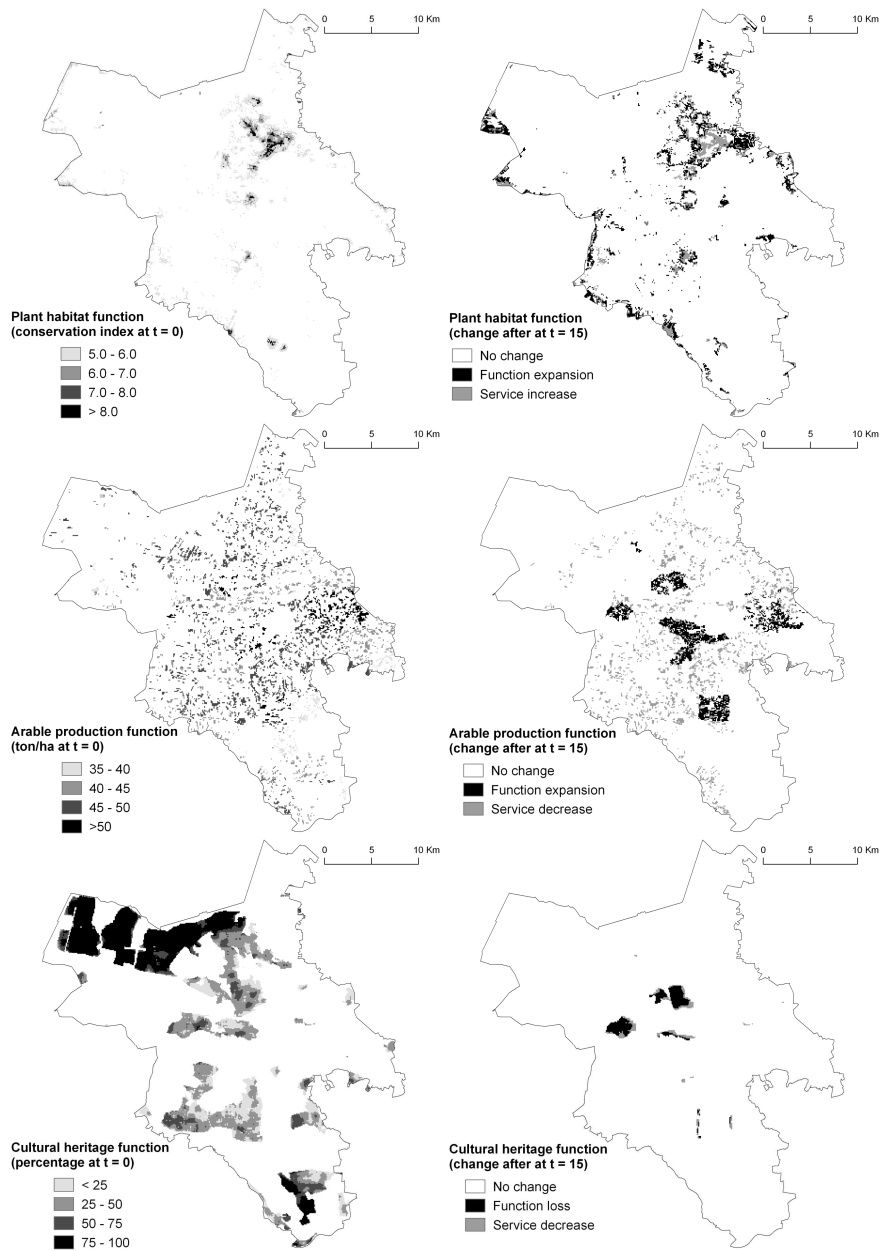 0 5 10 Km
Plant habitat function
(conservation index at t = 0)
5.0 - 6.0
6.0 - 7.0
7.0 - 8.0
> 8.0
0 5 10 Km
Plant habitat function
(change after at t = 15)
No change
Function expansion
Service increase
0 5 10 Km
Arable production function
(ton/ha at t = 0)
35 - 40
40 - 45
45 - 50
>50
0 5 10 Km
Arable production function
(change after at t = 15)
No change
Function expansion
Service decrease
0 5 10 Km
Cultural heritage function
(percentage at t = 0)
< 25
25 - 50
50 - 75
75 - 100
0 5 10 Km
Cultural heritage function
(change after at t = 15)
No change
Function loss
Service decrease